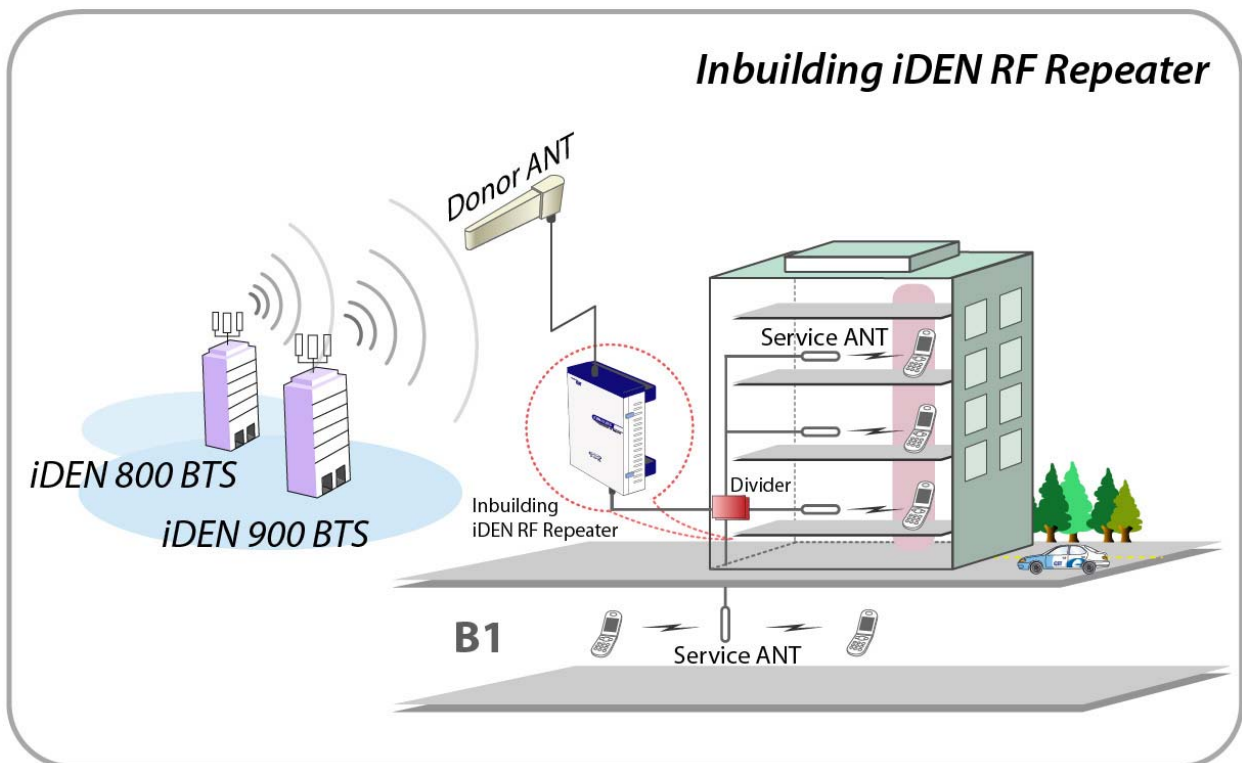 Inbuilding iDEN RF Repeater
Donor ANT
Service ANT
iDEN 800 BTS
iDEN 900 BTS
Inbuilding
iDEN RF Repeater
Divider
B1
Service ANT